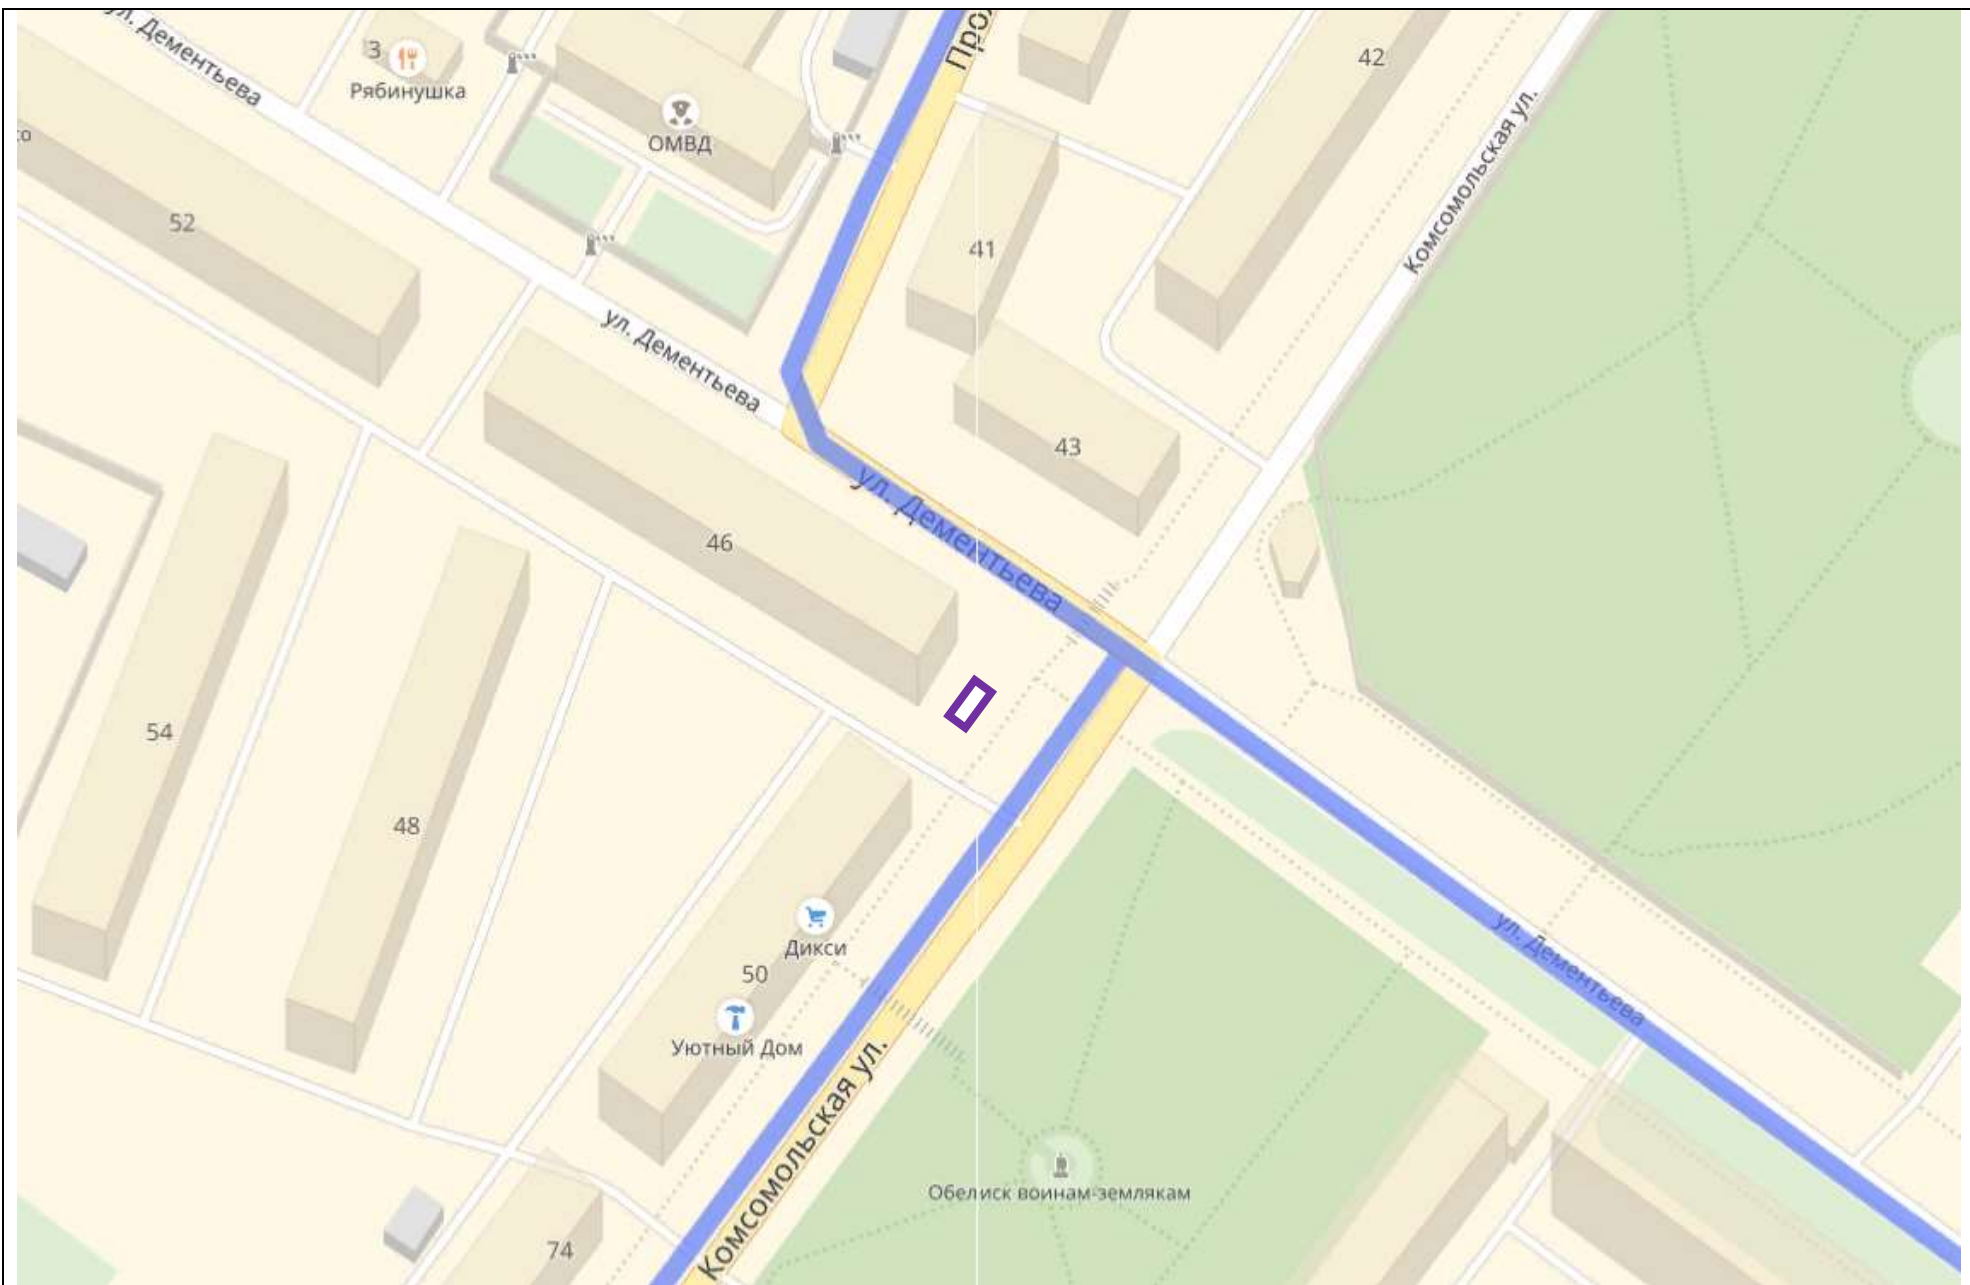 ул. Дементьева
3
Рябинушка
ОМВД
42
Комсомольская ул.
52
41
ул. Дементьева
43
ул. Дементьева
46
54
48
Дикси
50
Уютный Дом
ул. Дементьева
Комсомольская ул.
Обелиск воинам-землякам
74